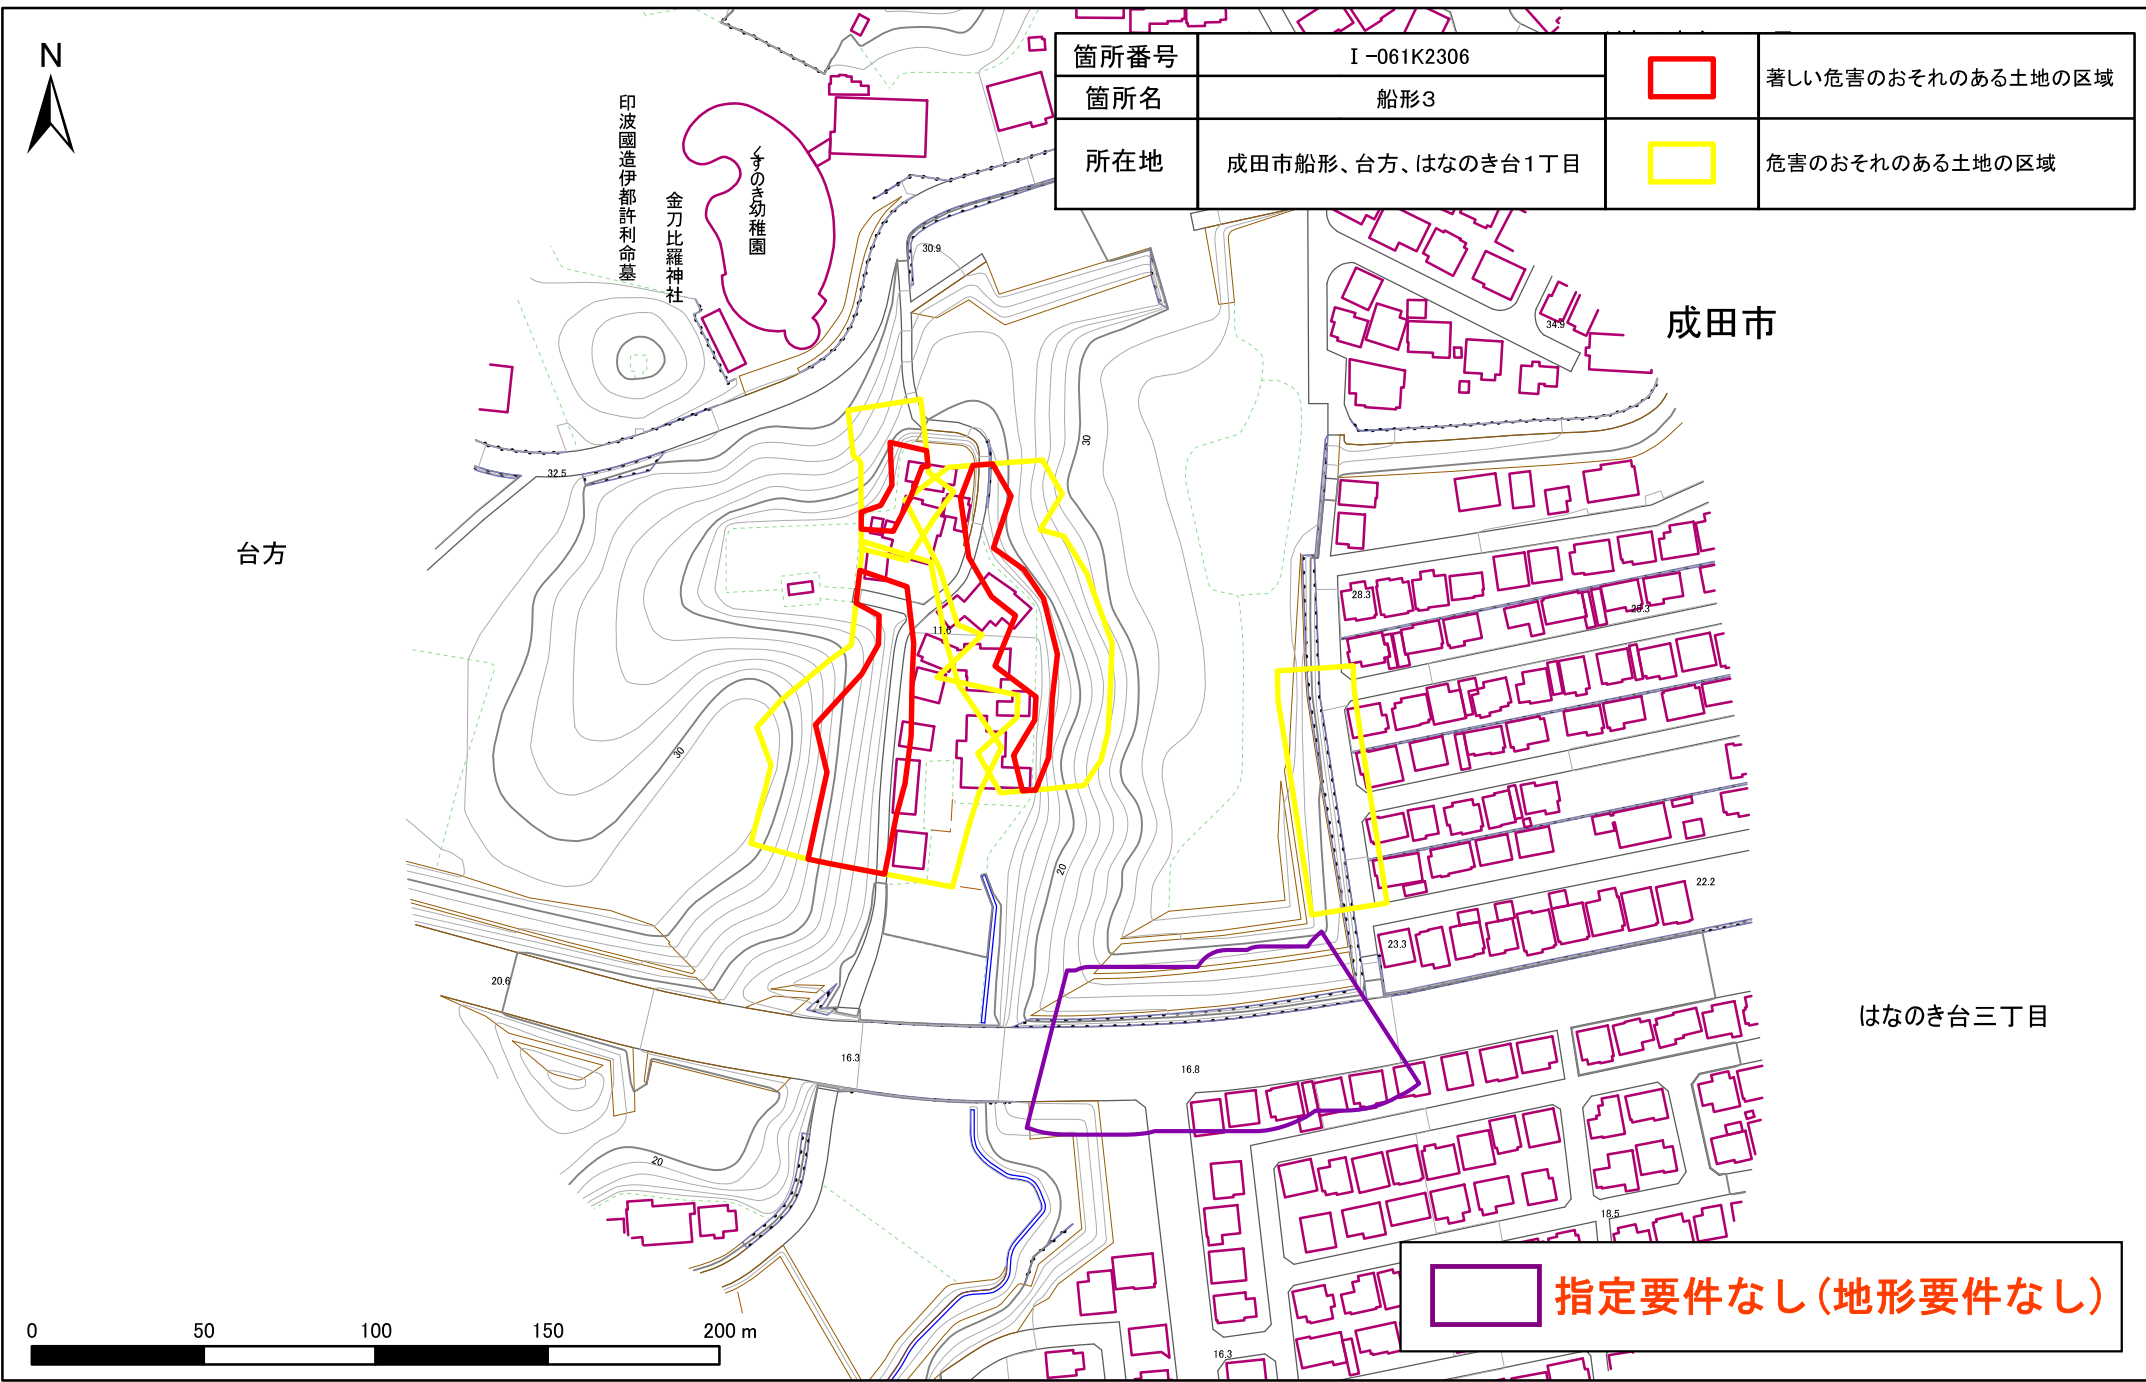 N
箇所番号
Ⅰ-061K2306
箇所名
船形3
所在地
成田市船形、台方、はなのき台1丁目
著しい危害のおそれのある土地の区域
危害のおそれのある土地の区域
印波國造伊都許利命墓
金刀比羅神社
くすのき幼稚園
成田市
台方
はなのき台三丁目
30.9
34.9
30
32.5
28.3
26.3
11.6
30
20
22.2
23.3
20.6
16.3
16.8
20
18.5
16.3
指定要件なし(地形要件なし)
0 50 100 150 200 m